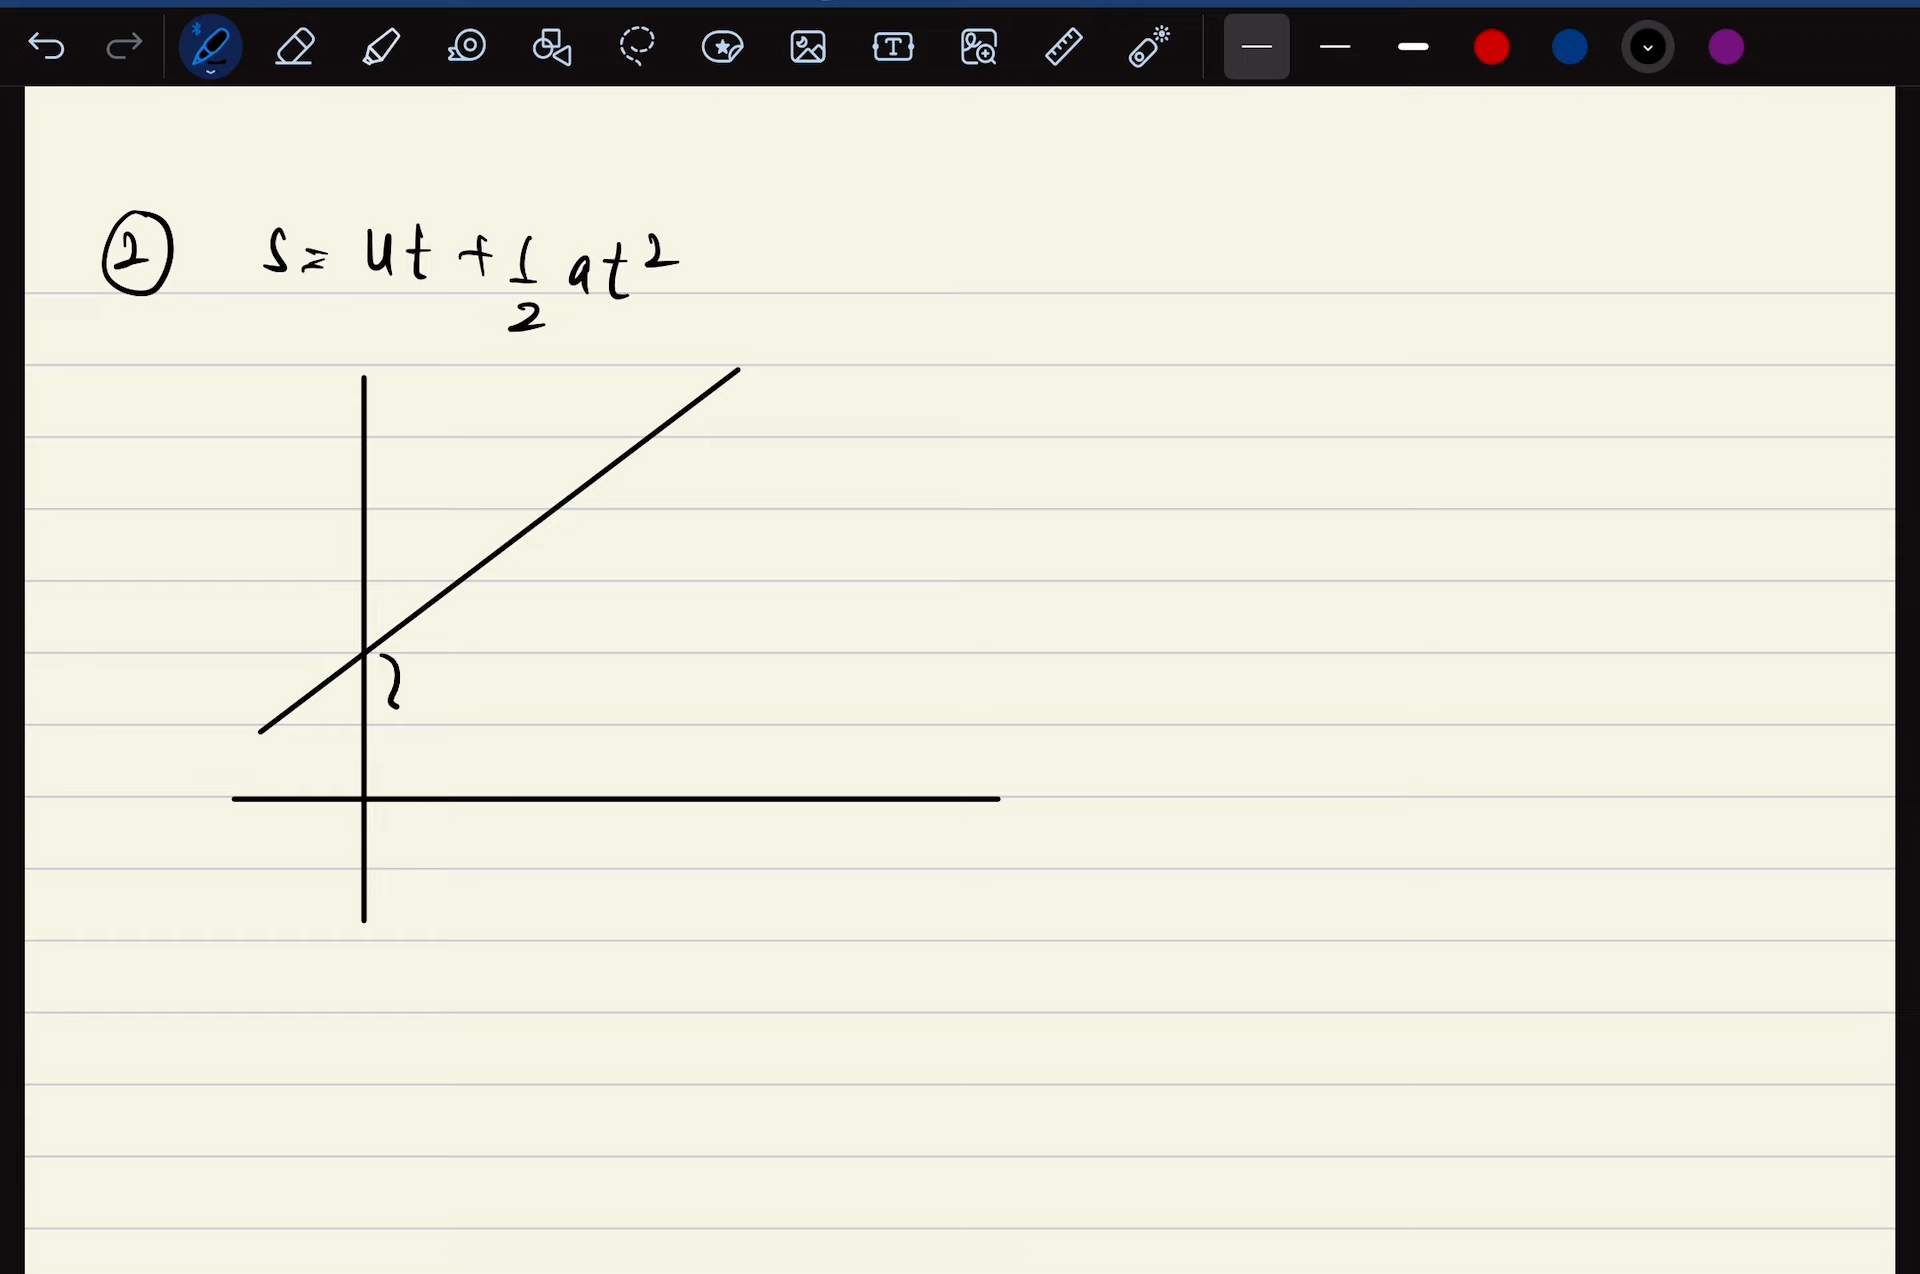 ② s = ut + 1/2 at²